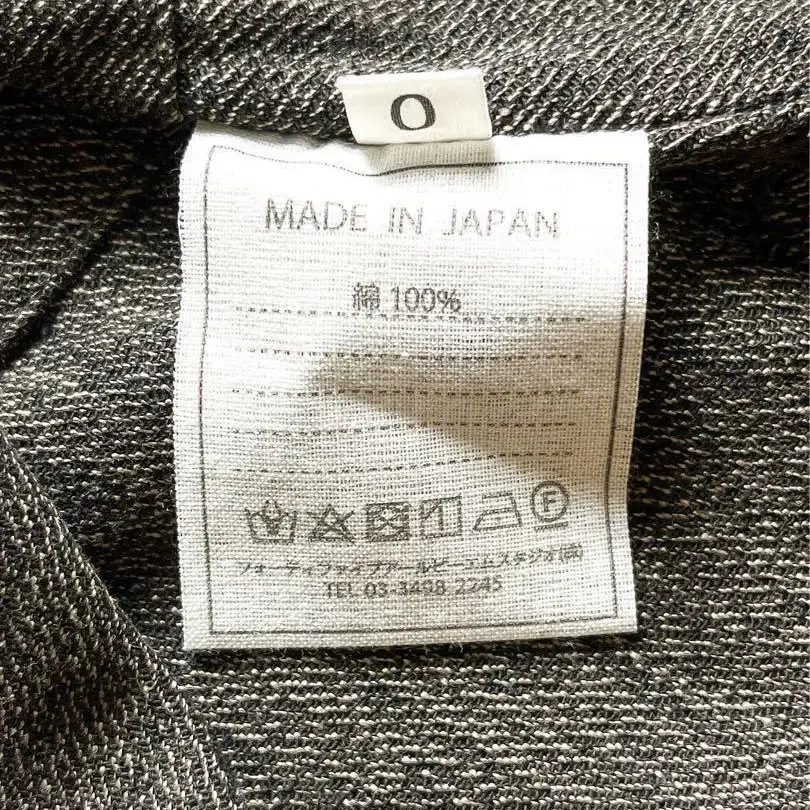 0
MADE IN JAPAN
綿 100%
フォーティファイブアールピーエムスタジオ(株)
TEL 03-3498 2245